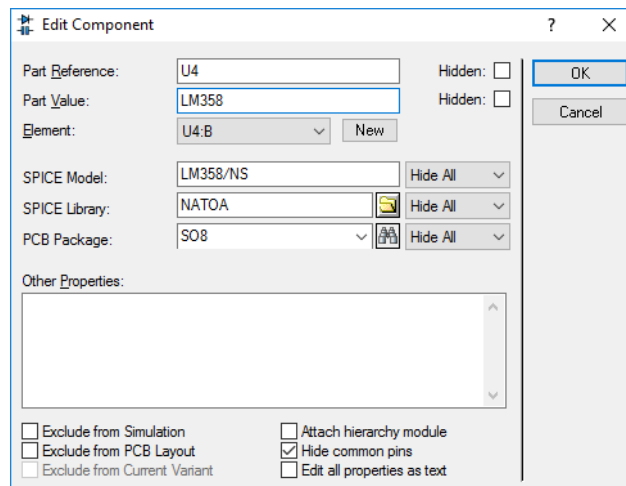 Edit Component
?
Part Reference: U4 Hidden: OK
Part Value: LM358 Hidden:
Cancel
Element: U4:B New
SPICE Model: LM358/NS Hide All
SPICE Library: NATOA Hide All
PCB Package: SO8 Hide All
Other Properties:
Exclude from Simulation Attach hierarchy module
Exclude from PCB Layout Hide common pins
Exclude from Current Variant Edit all properties as text